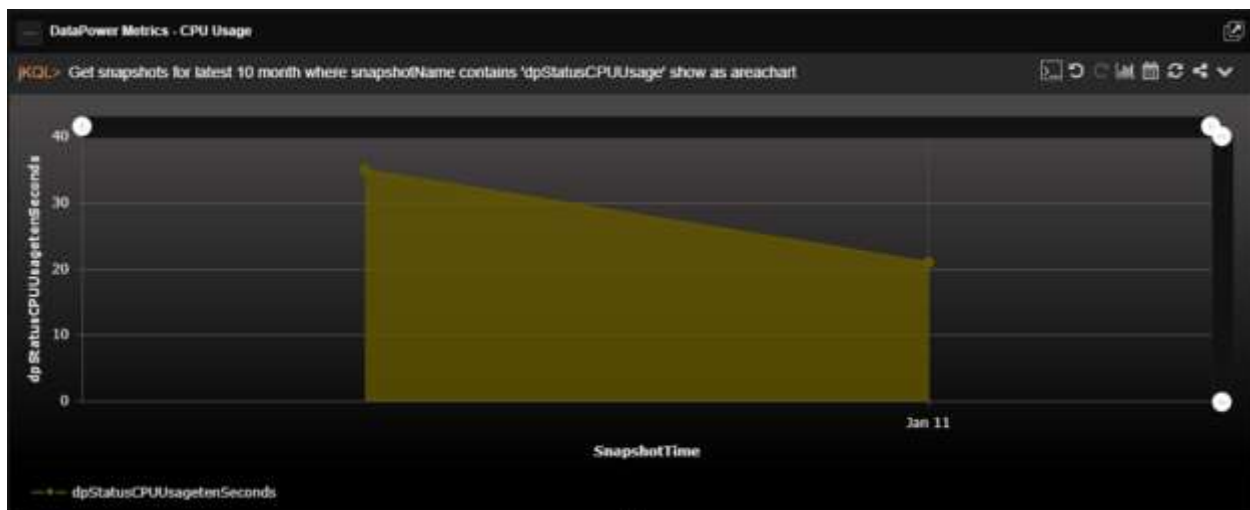 DataPower Metrics - CPU Usage
jKQL> Get snapshots for latest 10 month where snapshotName contains 'dpStatusCPUUsage' show as areachart
dpStatusCPUUsagetenSeconds
40
30
20
10
0
Jan 11
SnapshotTime
dpStatusCPUUsagetenSeconds